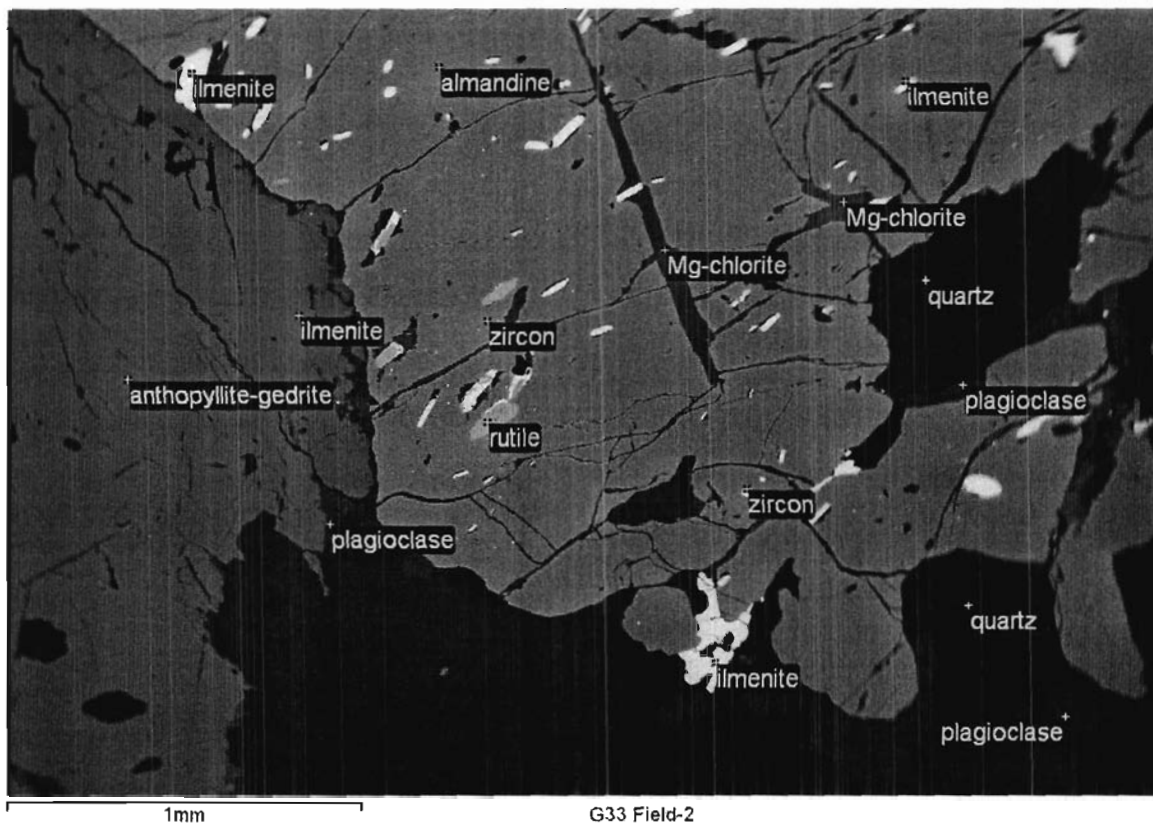 ilmenite
almandine
ilmenite
Mg-chlorite
Mg-chlorite
quartz
ilmenite
zircon
anthopyllite-gedrite
plagioclase
rutile
zircon
plagioclase
quartz
ilmenite
plagioclase
1mm
G33 Field-2